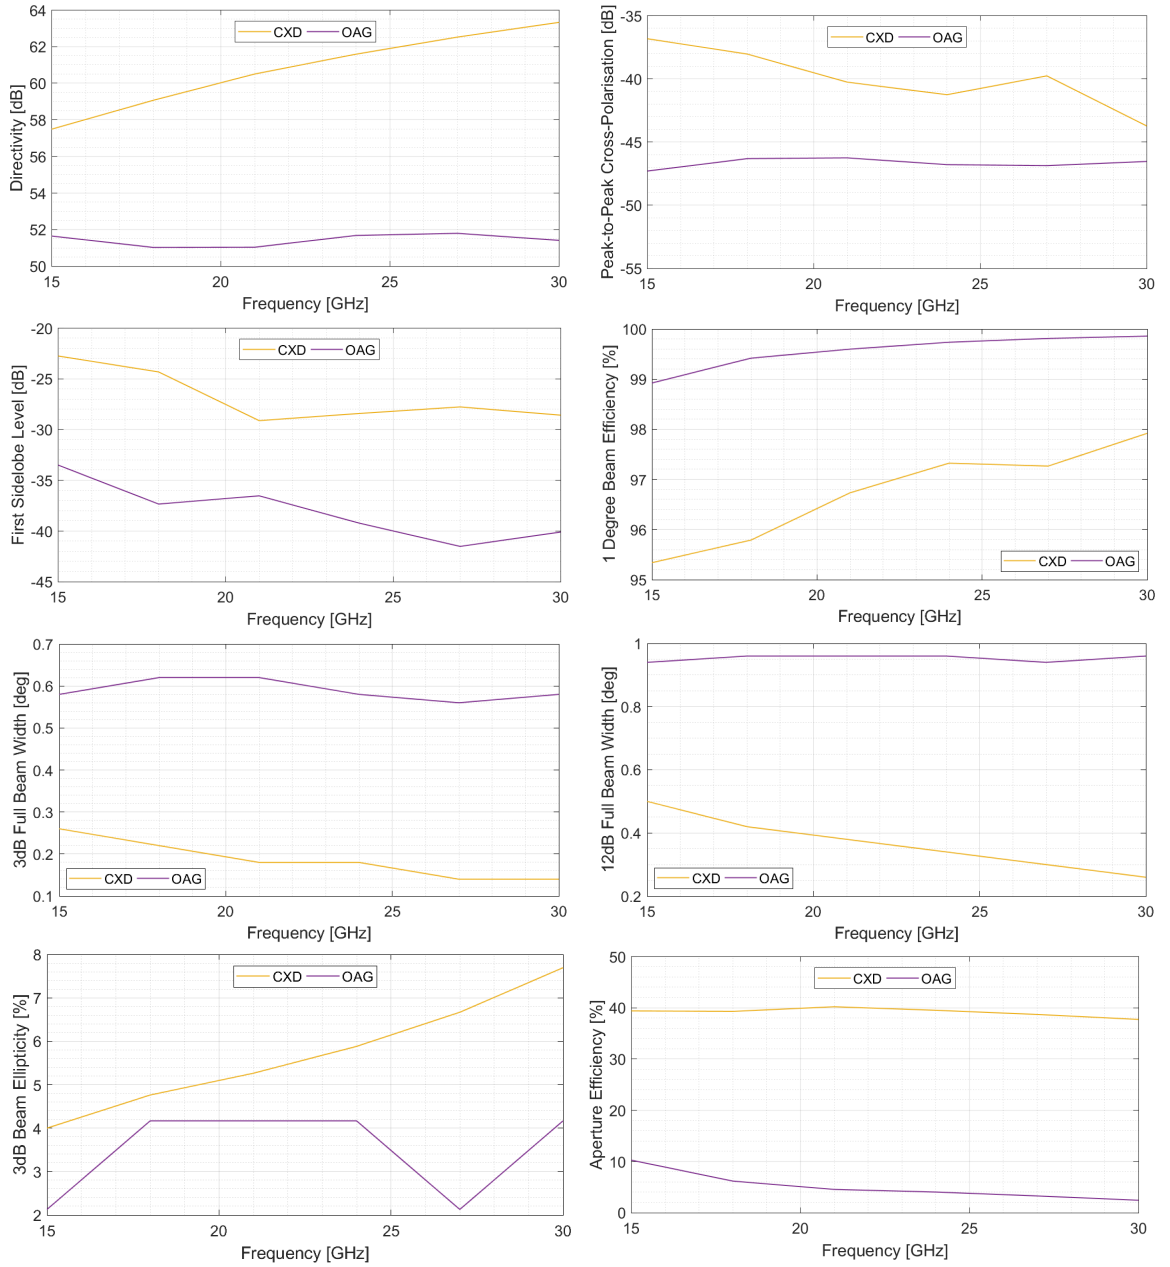 Directivity [dB]
64
62
60
58
56
54
52
50
CXD OAG
15 20 25 30
Frequency [GHz]
Peak-to-Peak Cross-Polarisation [dB]
-35
-40
-45
-50
-55
CXD OAG
15 20 25 30
Frequency [GHz]
First Sidelobe Level [dB]
-20
-25
-30
-35
-40
-45
CXD OAG
15 20 25 30
Frequency [GHz]
1 Degree Beam Efficiency [%]
100
99
98
97
96
95
CXD OAG
15 20 25 30
Frequency [GHz]
3dB Full Beam Width [deg]
0.7
0.6
0.5
0.4
0.3
0.2
0.1
CXD OAG
15 20 25 30
Frequency [GHz]
12dB Full Beam Width [deg]
1
0.8
0.6
0.4
0.2
CXD OAG
15 20 25 30
Frequency [GHz]
3dB Beam Ellipticity [%]
8
7
6
5
4
3
2
CXD OAG
15 20 25 30
Frequency [GHz]
Aperture Efficiency [%]
50
40
30
20
10
0
CXD OAG
15 20 25 30
Frequency [GHz]